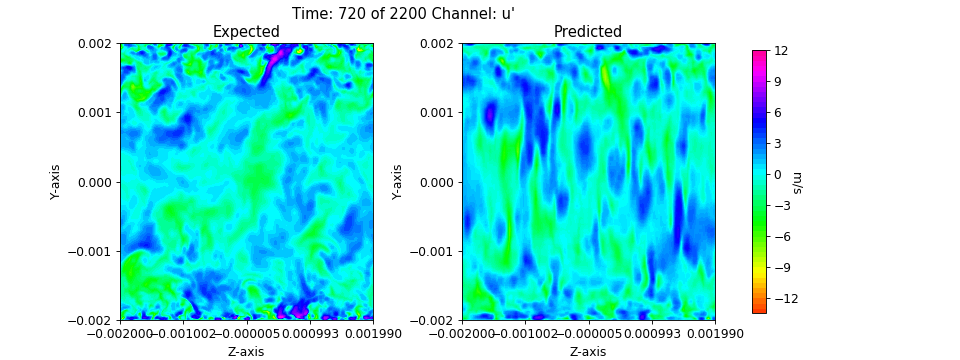 Time: 720 of 2200 Channel: u'
Expected
Predicted
0.002
0.001
0.000
−0.001
−0.002
Y-axis
−0.002000 −0.001002 −0.000005 0.000993 0.001990
Z-axis
0.002
0.001
0.000
−0.001
−0.002
Y-axis
−0.002000 −0.001002 −0.000005 0.000993 0.001990
Z-axis
12
9
6
3
0
−3
−6
−9
−12
m/s